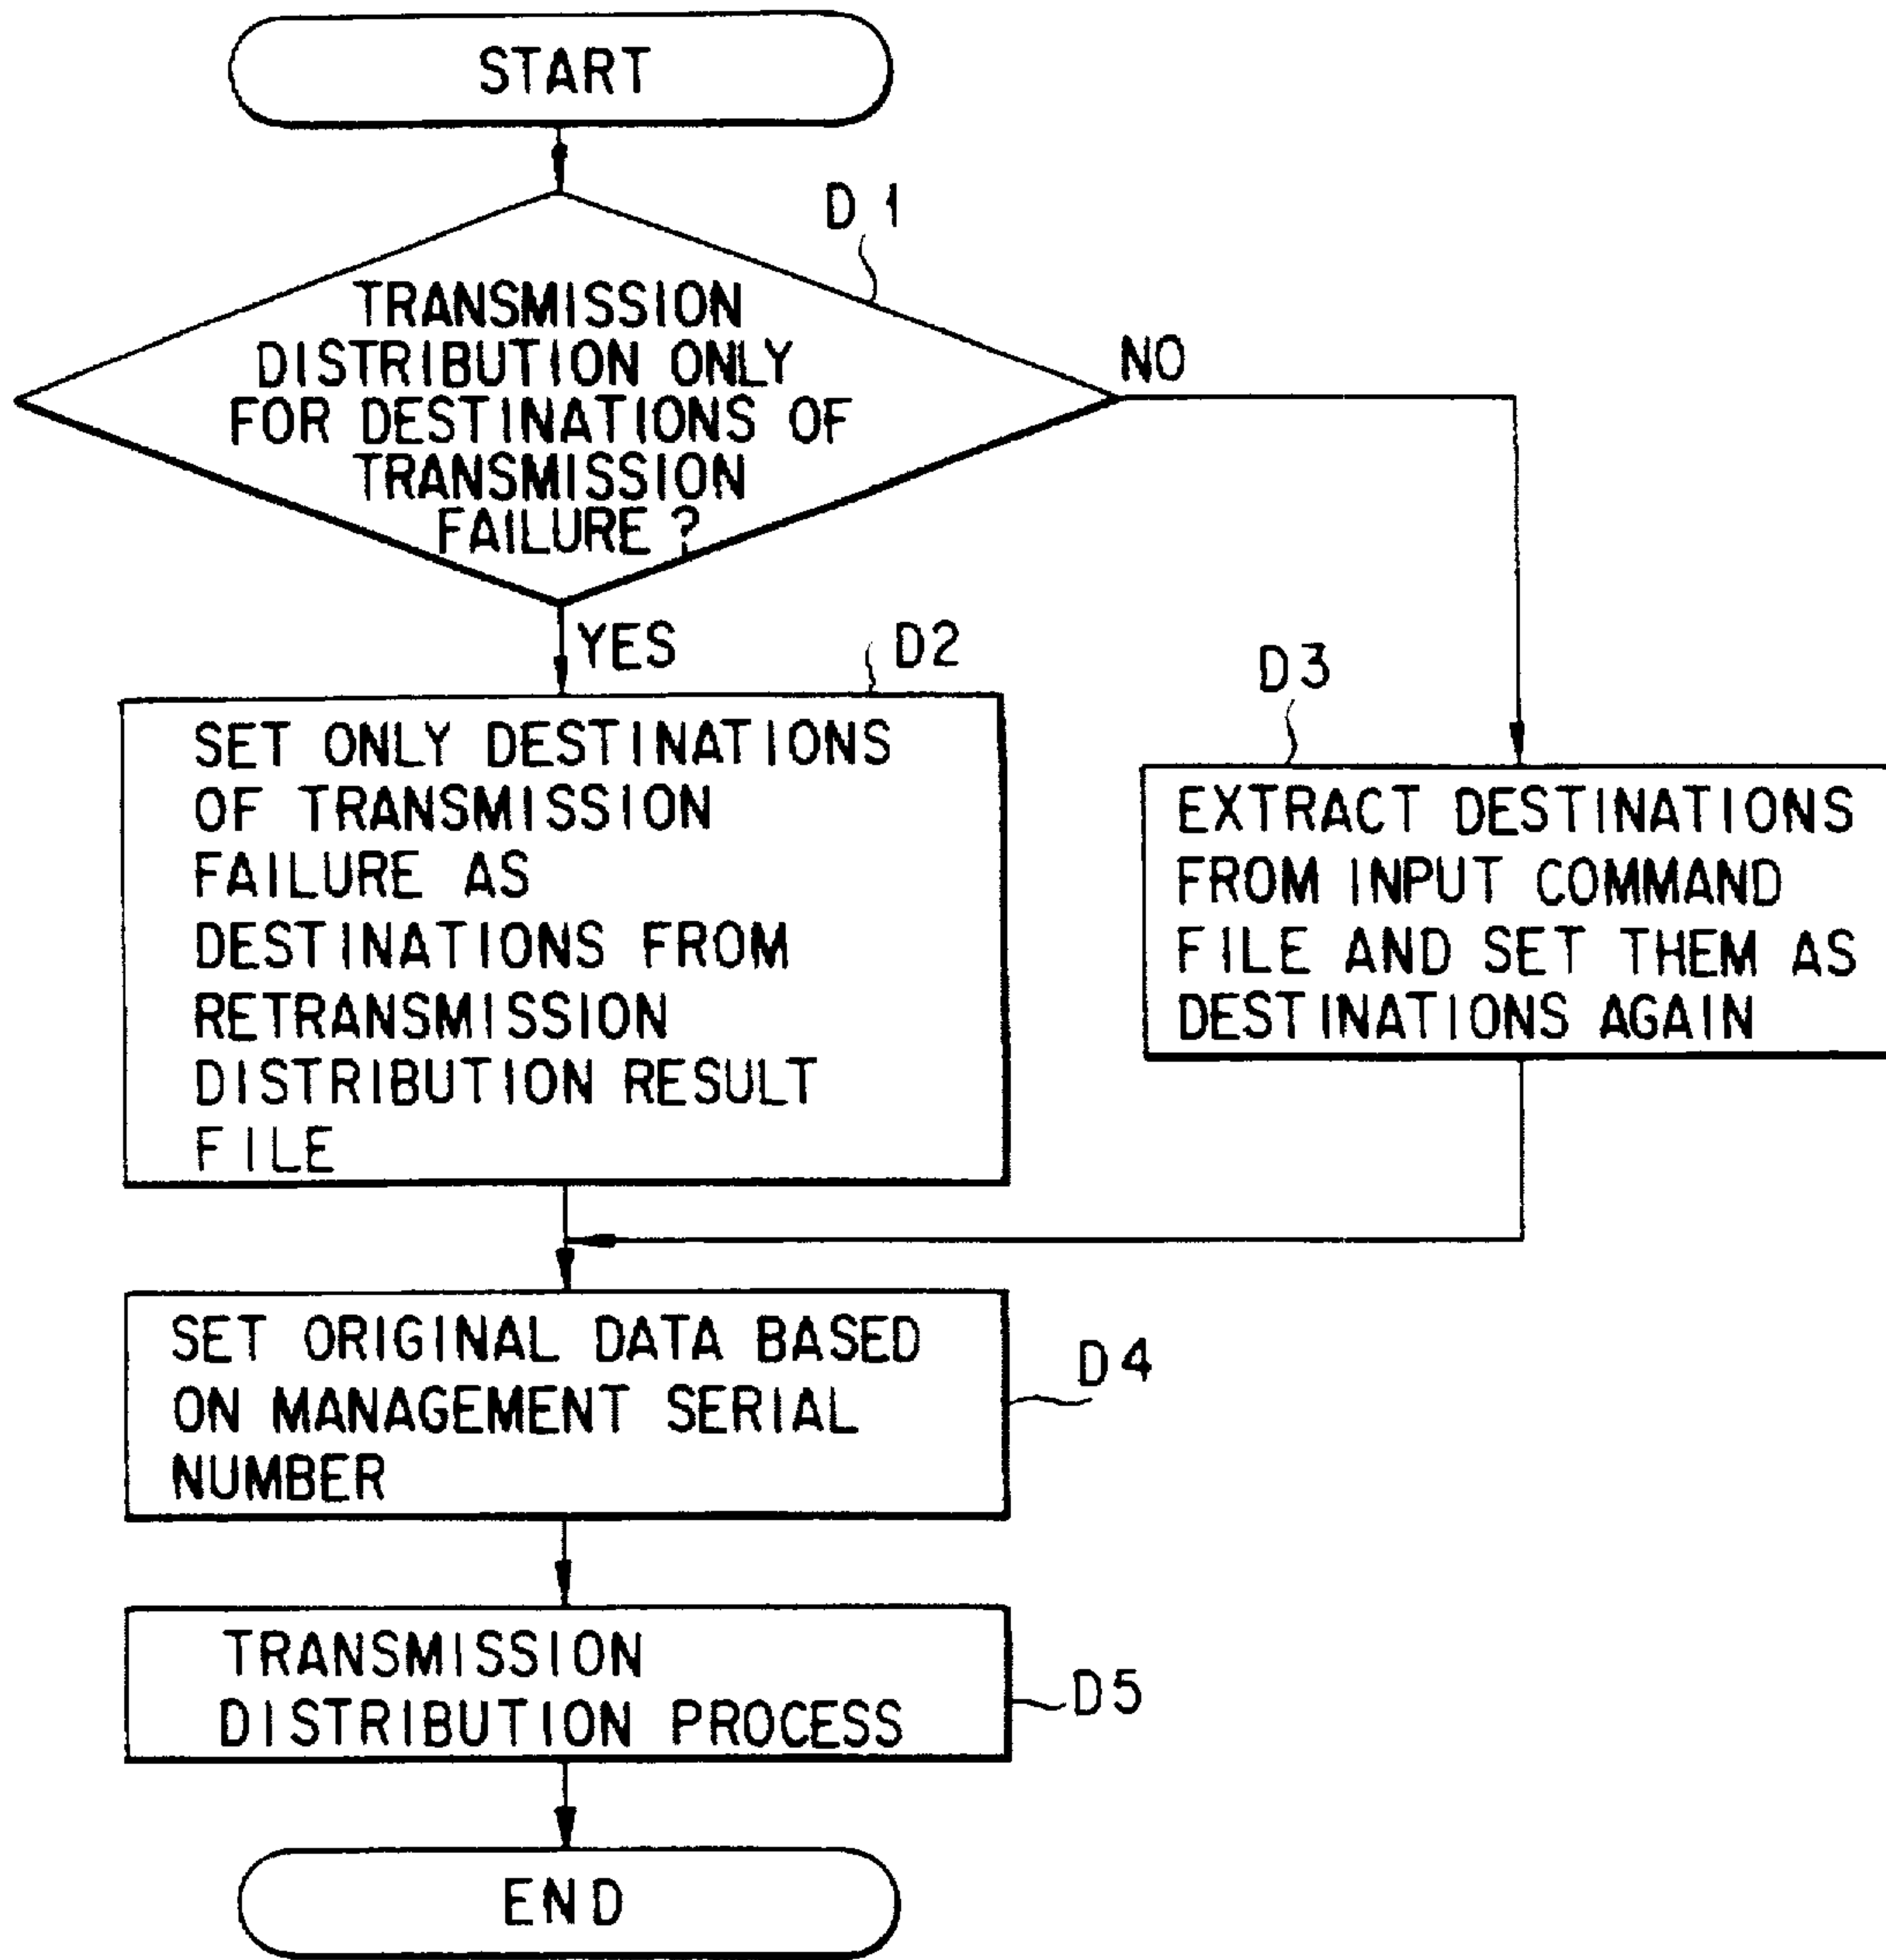 START
D1
TRANSMISSION
DISTRIBUTION ONLY
FOR DESTINATIONS OF
TRANSMISSION
FAILURE?
NO
YES
D2
SET ONLY DESTINATIONS
OF TRANSMISSION
FAILURE AS
DESTINATIONS FROM
RETRANSMISSION
DISTRIBUTION RESULT
FILE
D3
EXTRACT DESTINATIONS
FROM INPUT COMMAND
FILE AND SET THEM AS
DESTINATIONS AGAIN
SET ORIGINAL DATA BASED
ON MANAGEMENT SERIAL
NUMBER
D4
TRANSMISSION
DISTRIBUTION PROCESS
D5
END